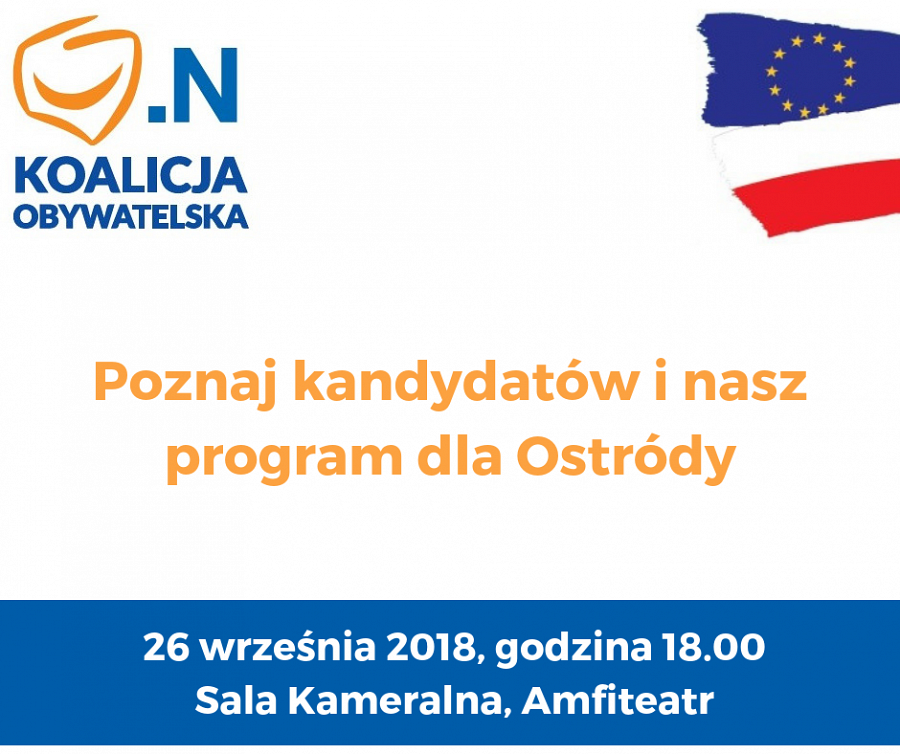 .N
KOALICJA
OBYWATELSKA
Poznaj kandydatów i nasz
program dla Ostródy
26 września 2018, godzina 18.00
Sala Kameralna, Amfiteatr